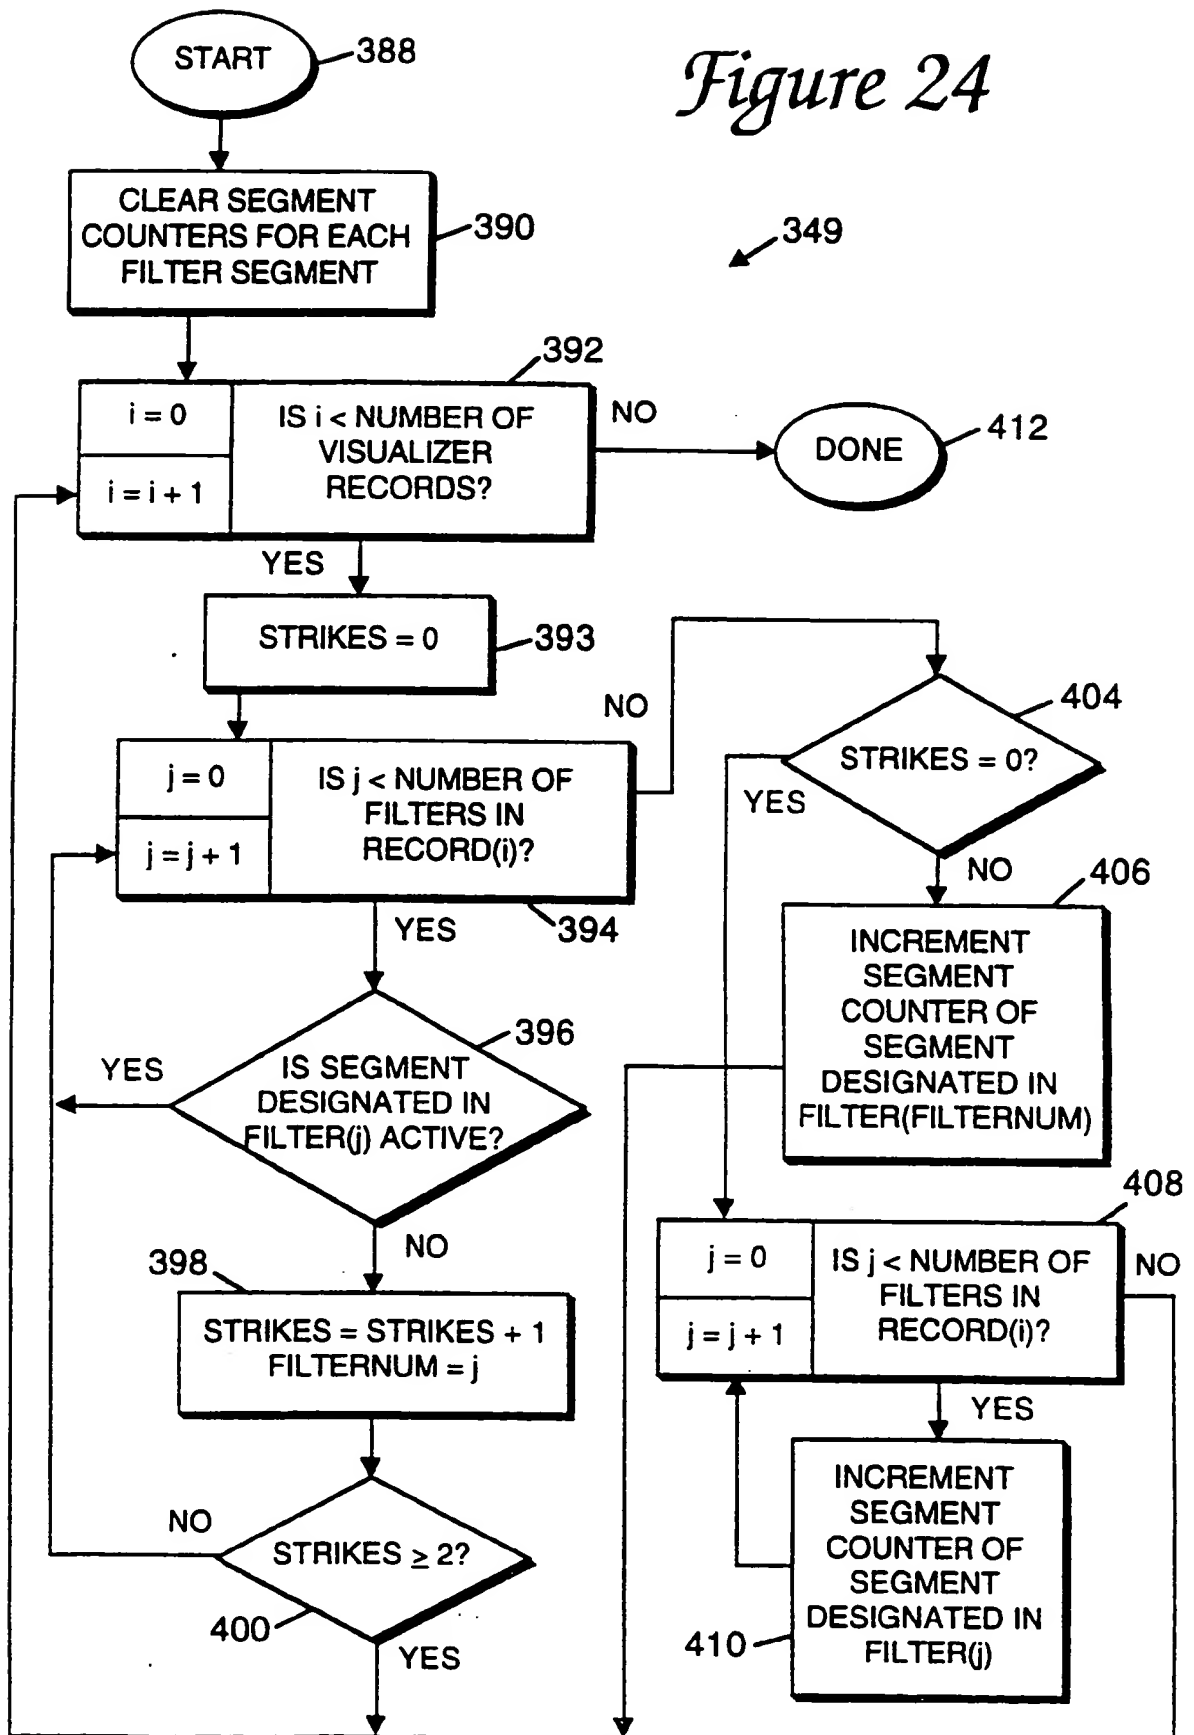 START
388
Figure 24
CLEAR SEGMENT
COUNTERS FOR EACH
FILTER SEGMENT
390
349
392
i = 0
i = i + 1
IS i < NUMBER OF
VISUALIZER
RECORDS?
NO
DONE
412
YES
STRIKES = 0
393
NO
404
STRIKES = 0?
YES
NO
j = 0
j = j + 1
IS j < NUMBER OF
FILTERS IN
RECORD(i)?
394
YES
406
INCREMENT
SEGMENT
COUNTER OF
SEGMENT
DESIGNATED IN
FILTER(FILTERNUM)
396
YES
IS SEGMENT
DESIGNATED IN
FILTER(j) ACTIVE?
NO
408
j = 0
j = j + 1
IS j < NUMBER OF
FILTERS IN
RECORD(i)?
NO
YES
398
STRIKES = STRIKES + 1
FILTERNUM = j
NO
STRIKES ≥ 2?
400
YES
INCREMENT
SEGMENT
COUNTER OF
SEGMENT
DESIGNATED IN
FILTER(j)
410